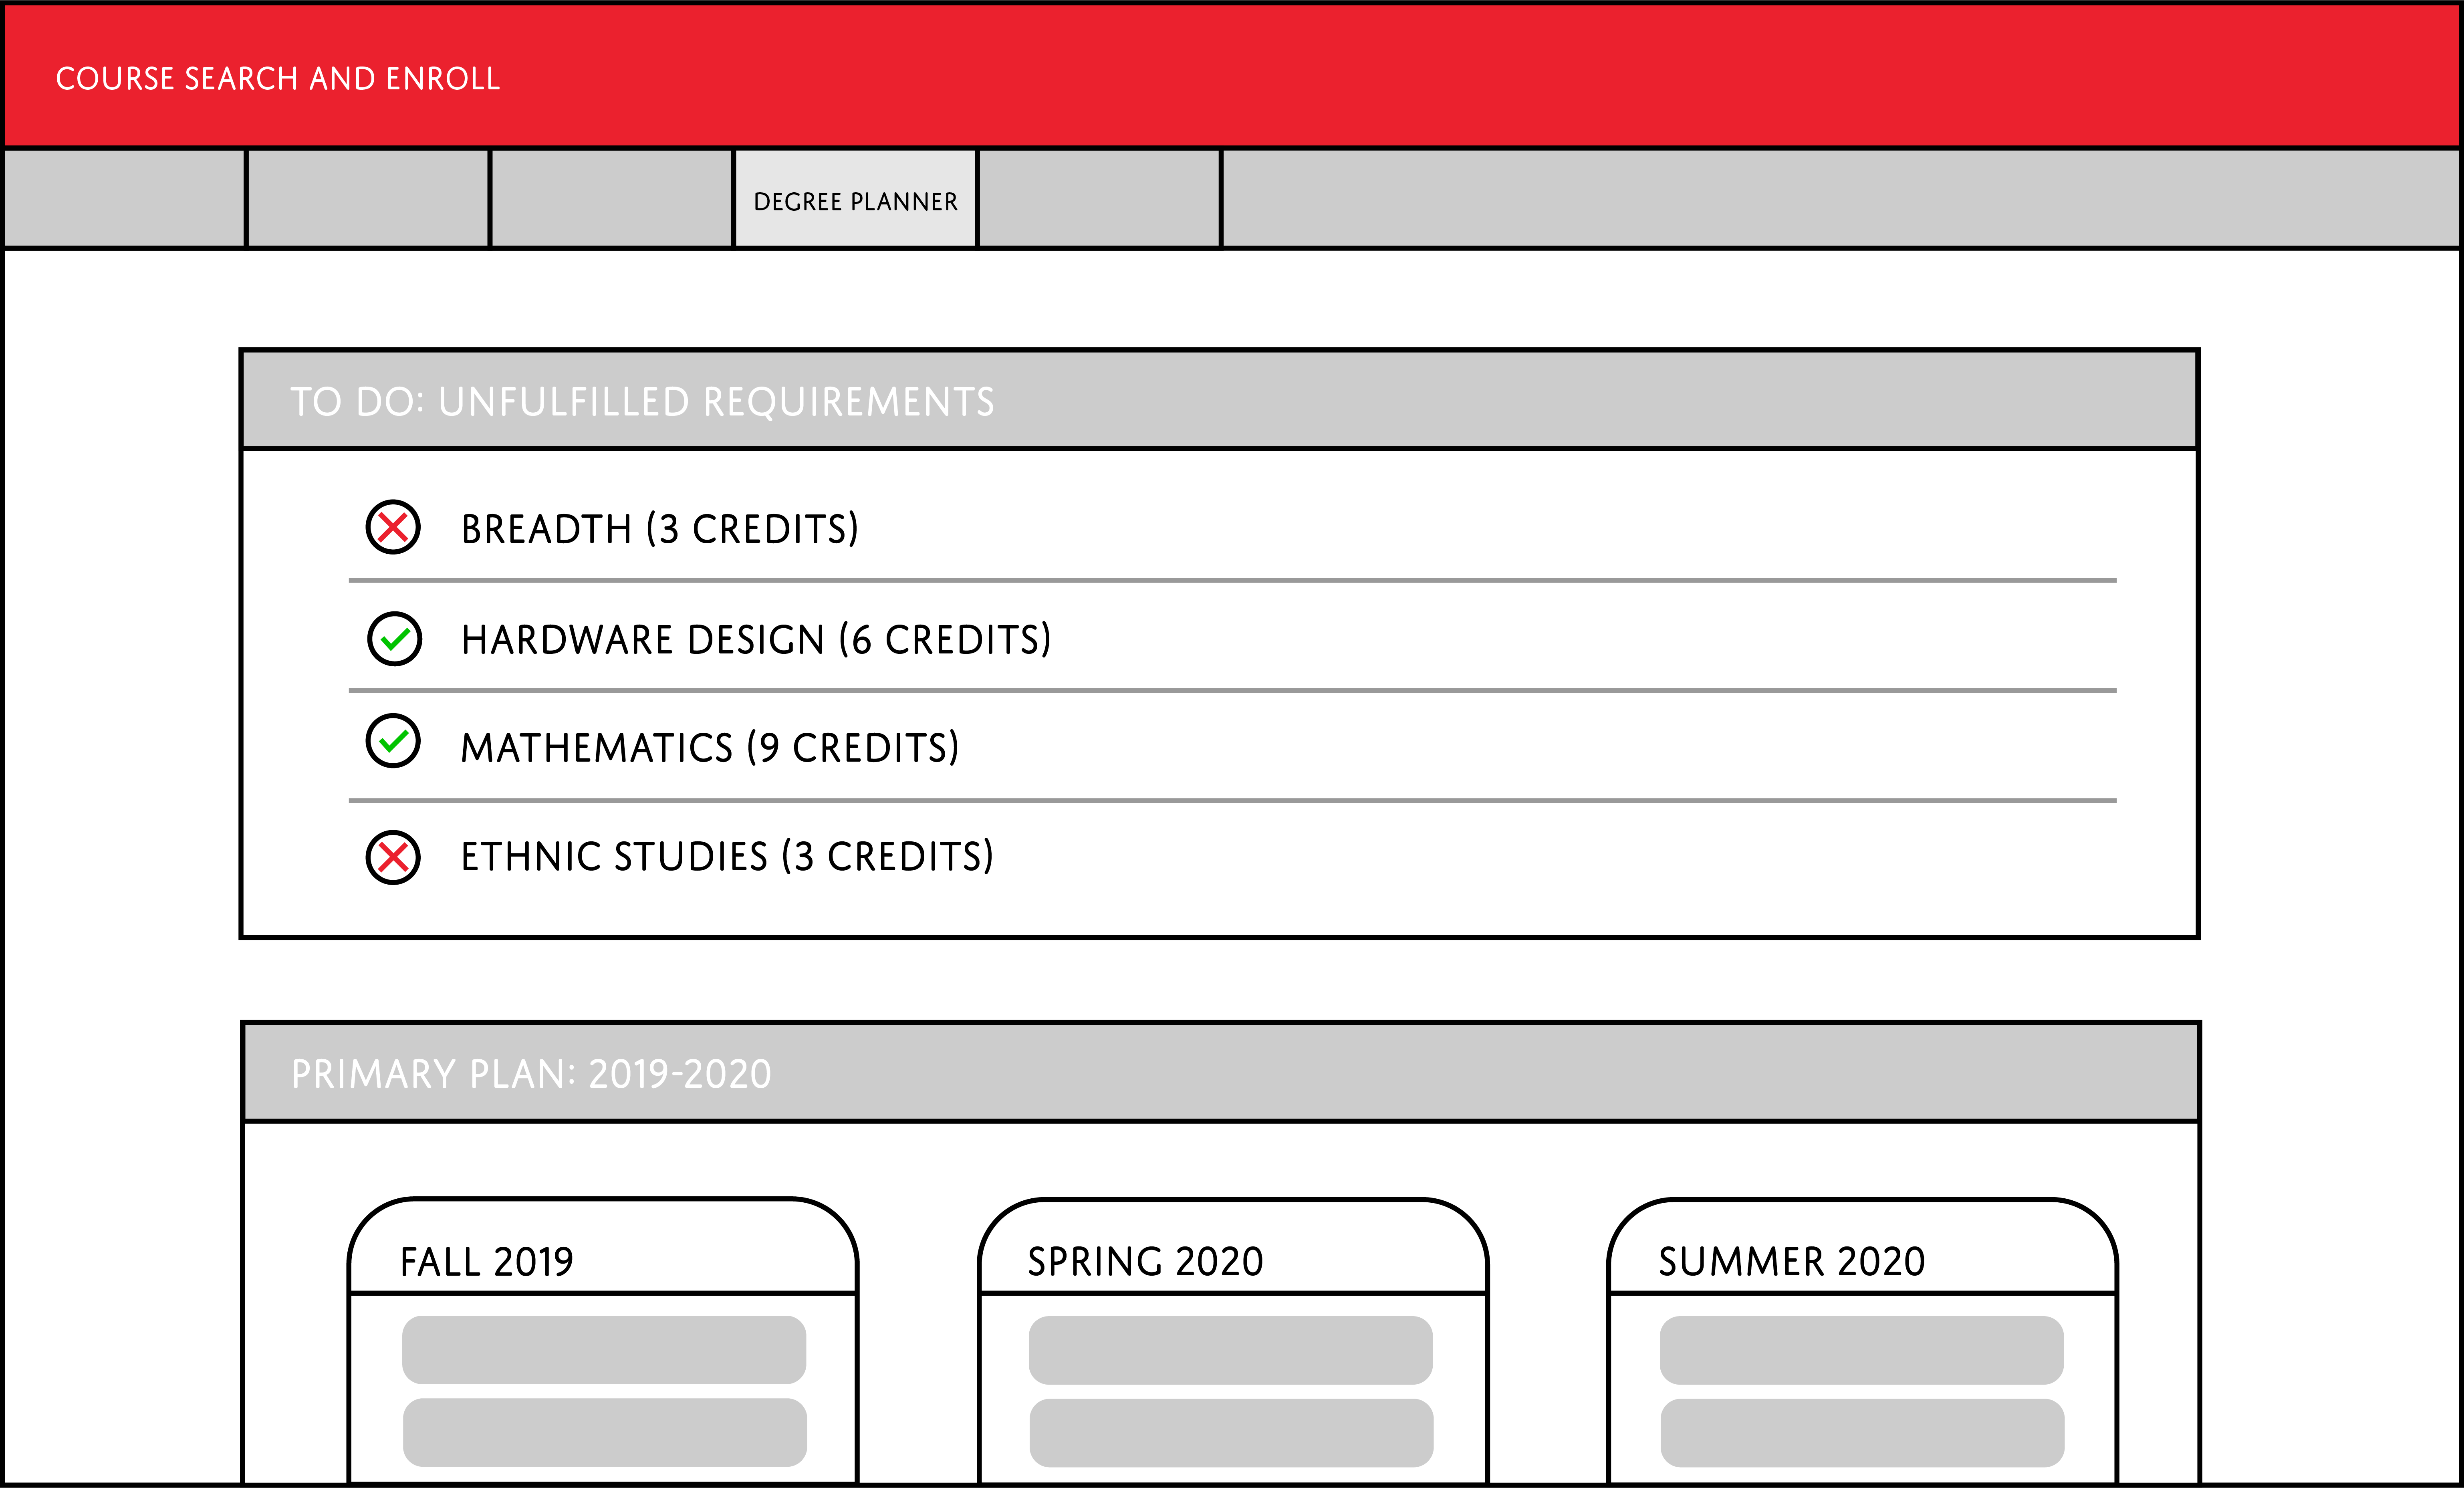 COURSE SEARCH AND ENROLL
DEGREE PLANNER
TO DO: UNFULFILLED REQUIREMENTS
BREADTH (3 CREDITS)
HARDWARE DESIGN (6 CREDITS)
MATHEMATICS (9 CREDITS)
ETHNIC STUDIES (3 CREDITS)
PRIMARY PLAN: 2019-2020
FALL 2019
SPRING 2020
SUMMER 2020